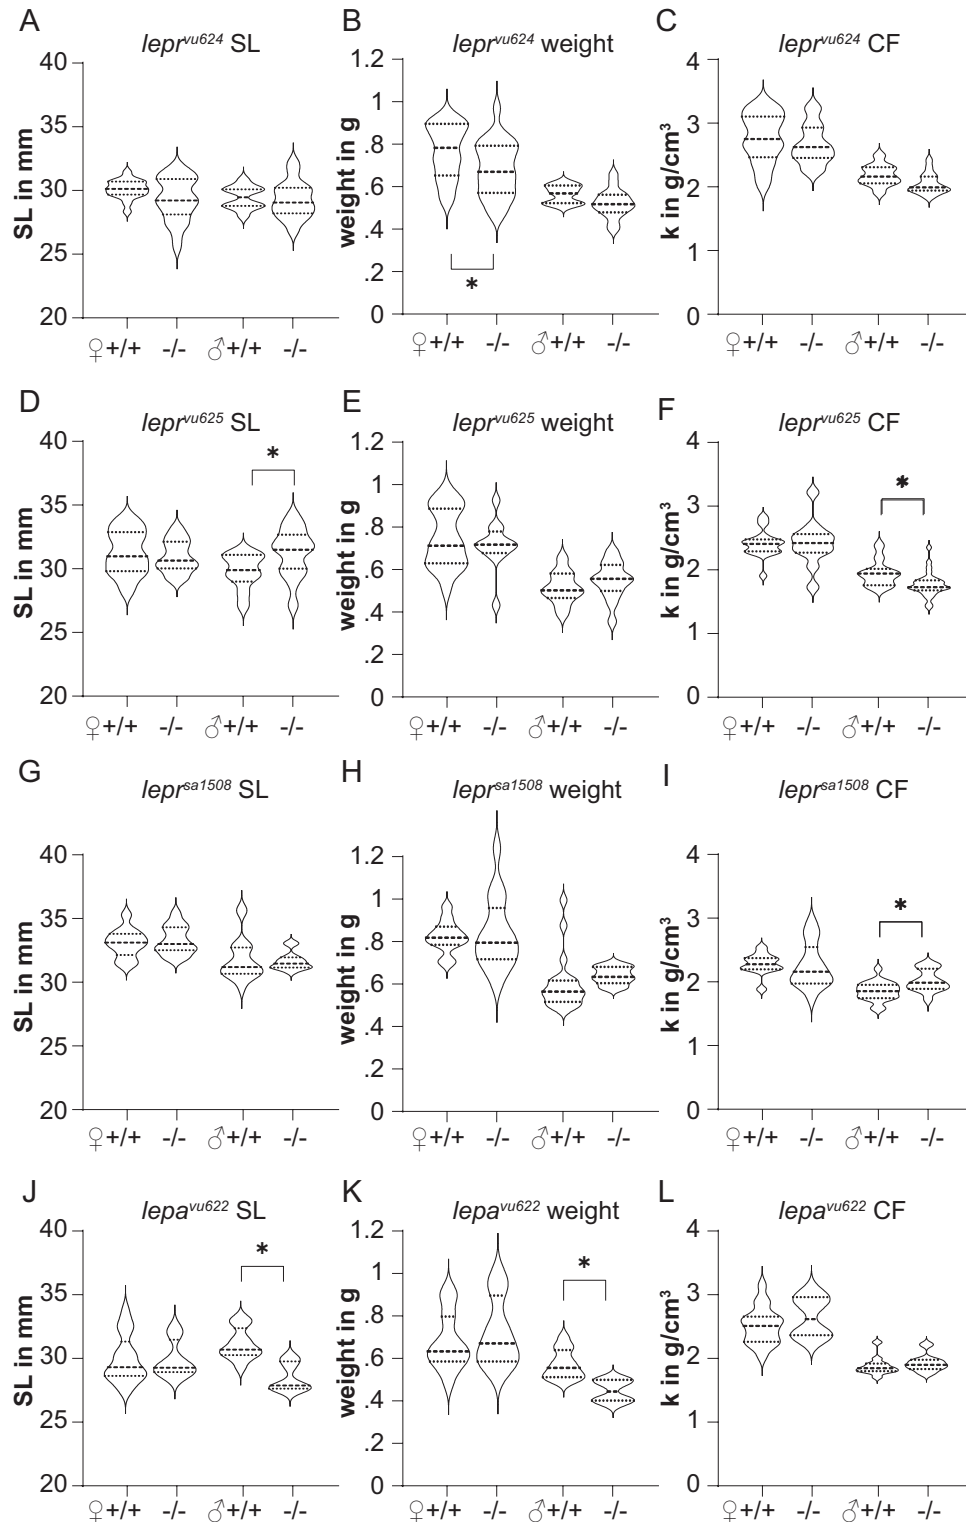 A
lepr^vu624 SL
SL in mm
40
35
30
25
20
♀+/+ -/- ♂+/+ -/-
B
lepr^vu624 weight
weight in g
1.2
1
.8
.6
.4
.2
0
*
♀+/+ -/- ♂+/+ -/-
C
lepr^vu624 CF
k in g/cm³
4
3
2
1
0
♀+/+ -/- ♂+/+ -/-
D
lepr^vu625 SL
SL in mm
40
35
30
25
20
*
♀+/+ -/- ♂+/+ -/-
E
lepr^vu625 weight
weight in g
1.2
1
.8
.6
.4
.2
0
♀+/+ -/- ♂+/+ -/-
F
lepr^vu625 CF
k in g/cm³
4
3
2
1
0
*
♀+/+ -/- ♂+/+ -/-
G
lepr^sa1508 SL
SL in mm
40
35
30
25
20
♀+/+ -/- ♂+/+ -/-
H
lepr^sa1508 weight
weight in g
1.2
1
.8
.6
.4
.2
0
♀+/+ -/- ♂+/+ -/-
I
lepr^sa1508 CF
k in g/cm³
4
3
2
1
0
*
♀+/+ -/- ♂+/+ -/-
J
lepa^vu622 SL
SL in mm
40
35
30
25
20
*
♀+/+ -/- ♂+/+ -/-
K
lepa^vu622 weight
weight in g
1.2
1
.8
.6
.4
.2
0
*
♀+/+ -/- ♂+/+ -/-
L
lepa^vu622 CF
k in g/cm³
4
3
2
1
0
♀+/+ -/- ♂+/+ -/-